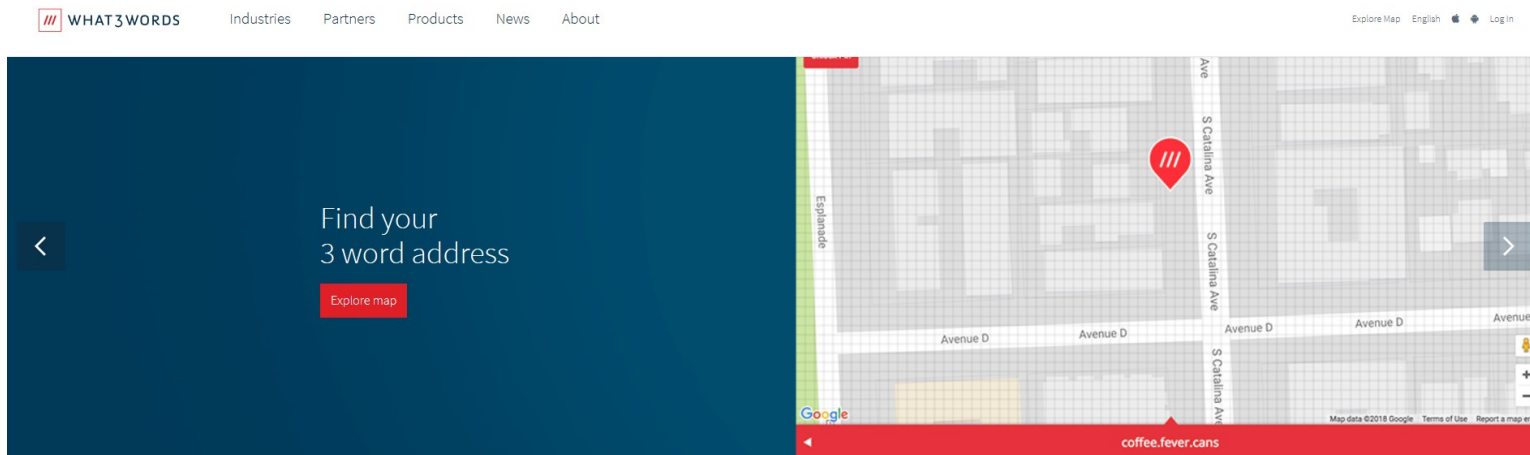 WHAT3WORDS
Industries
Partners
Products
News
About
Explore Map
English
Log In
Find your
3 word address
Explore map
Ave
S Catalina Ave
Esplanade
S Catalina Ave
Avenue D
Avenue D
Avenue D
Avenue D
Avenue
S Catalina Ave
Google
Map data ©2018 Google
Terms of Use
Report a map er
coffee.fever.cans